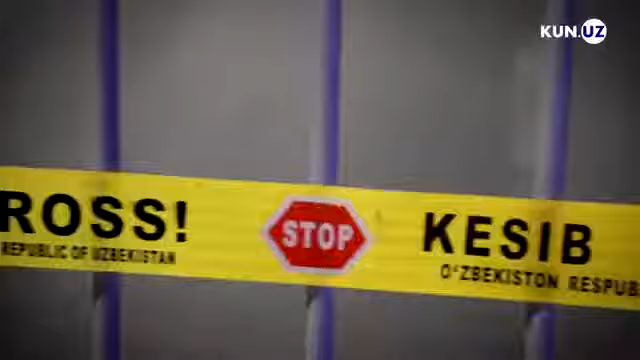 KUN.UZ
ROSS!
REPUBLIC OF UZBEKISTAN
STOP
KESIB
O‘ZBEKISTON RESPUB